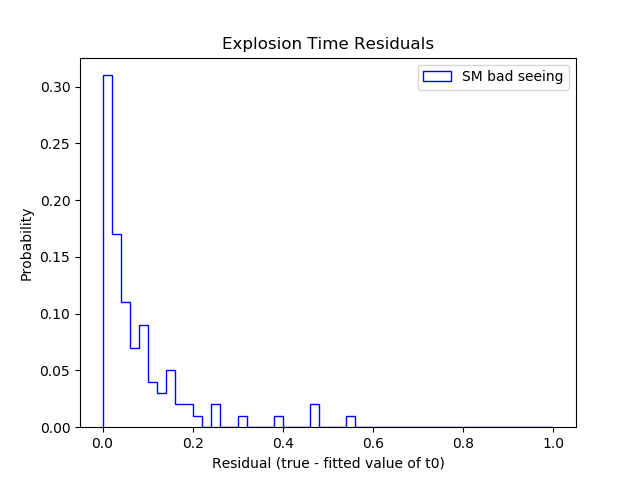 Explosion Time Residuals
SM bad seeing
Probability
0.30
0.25
0.20
0.15
0.10
0.05
0.00
0.0 0.2 0.4 0.6 0.8 1.0
Residual (true - fitted value of t0)